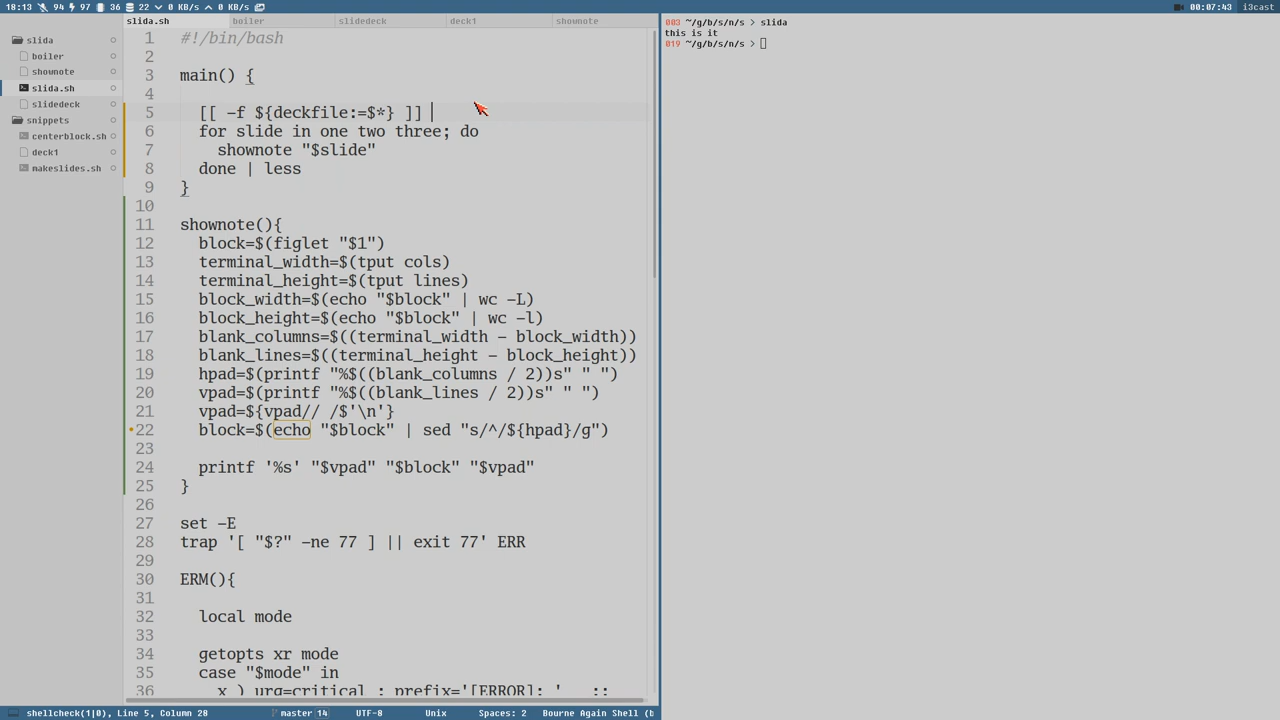 18:13 94 97 36 22 0 KB/s 0 KB/s
00:07:43 i3cast
slida.sh boiler slidedeck deck1 shownote
slida
boiler
shownote
slida.sh
slidedeck
snippets
centerblock.sh
deck1
makeslides.sh
1 #!/bin/bash
2
3 main() {
4
5   [[ -f ${deckfile:=$*} ]]
6   for slide in one two three; do
7     shownote "$slide"
8   done | less
9 }
10
11 shownote(){
12   block=$(figlet "$1")
13   terminal_width=$(tput cols)
14   terminal_height=$(tput lines)
15   block_width=$(echo "$block" | wc -L)
16   block_height=$(echo "$block" | wc -l)
17   blank_columns=$((terminal_width - block_width))
18   blank_lines=$((terminal_height - block_height))
19   hpad=$(printf "%$((blank_columns / 2))s" " ")
20   vpad=$(printf "%$((blank_lines / 2))s" " ")
21   vpad=${vpad// /$'\n'}
22   block=$(echo "$block" | sed "s/^/${hpad}/g")
23
24   printf '%s' "$vpad" "$block" "$vpad"
25 }
26
27 set -E
28 trap '[ "$?" -ne 77 ] || exit 77' ERR
29
30 ERM(){
31
32   local mode
33
34   getopts xr mode
35   case "$mode" in
36     x ) urg=critical ; prefix='[ERROR]: '   ;;
003 ~/g/b/s/n/s > slida
this is it
019 ~/g/b/s/n/s >
shellcheck(1|0), Line 5, Column 28 master 14 UTF-8 Unix Spaces: 2 Bourne Again Shell (b